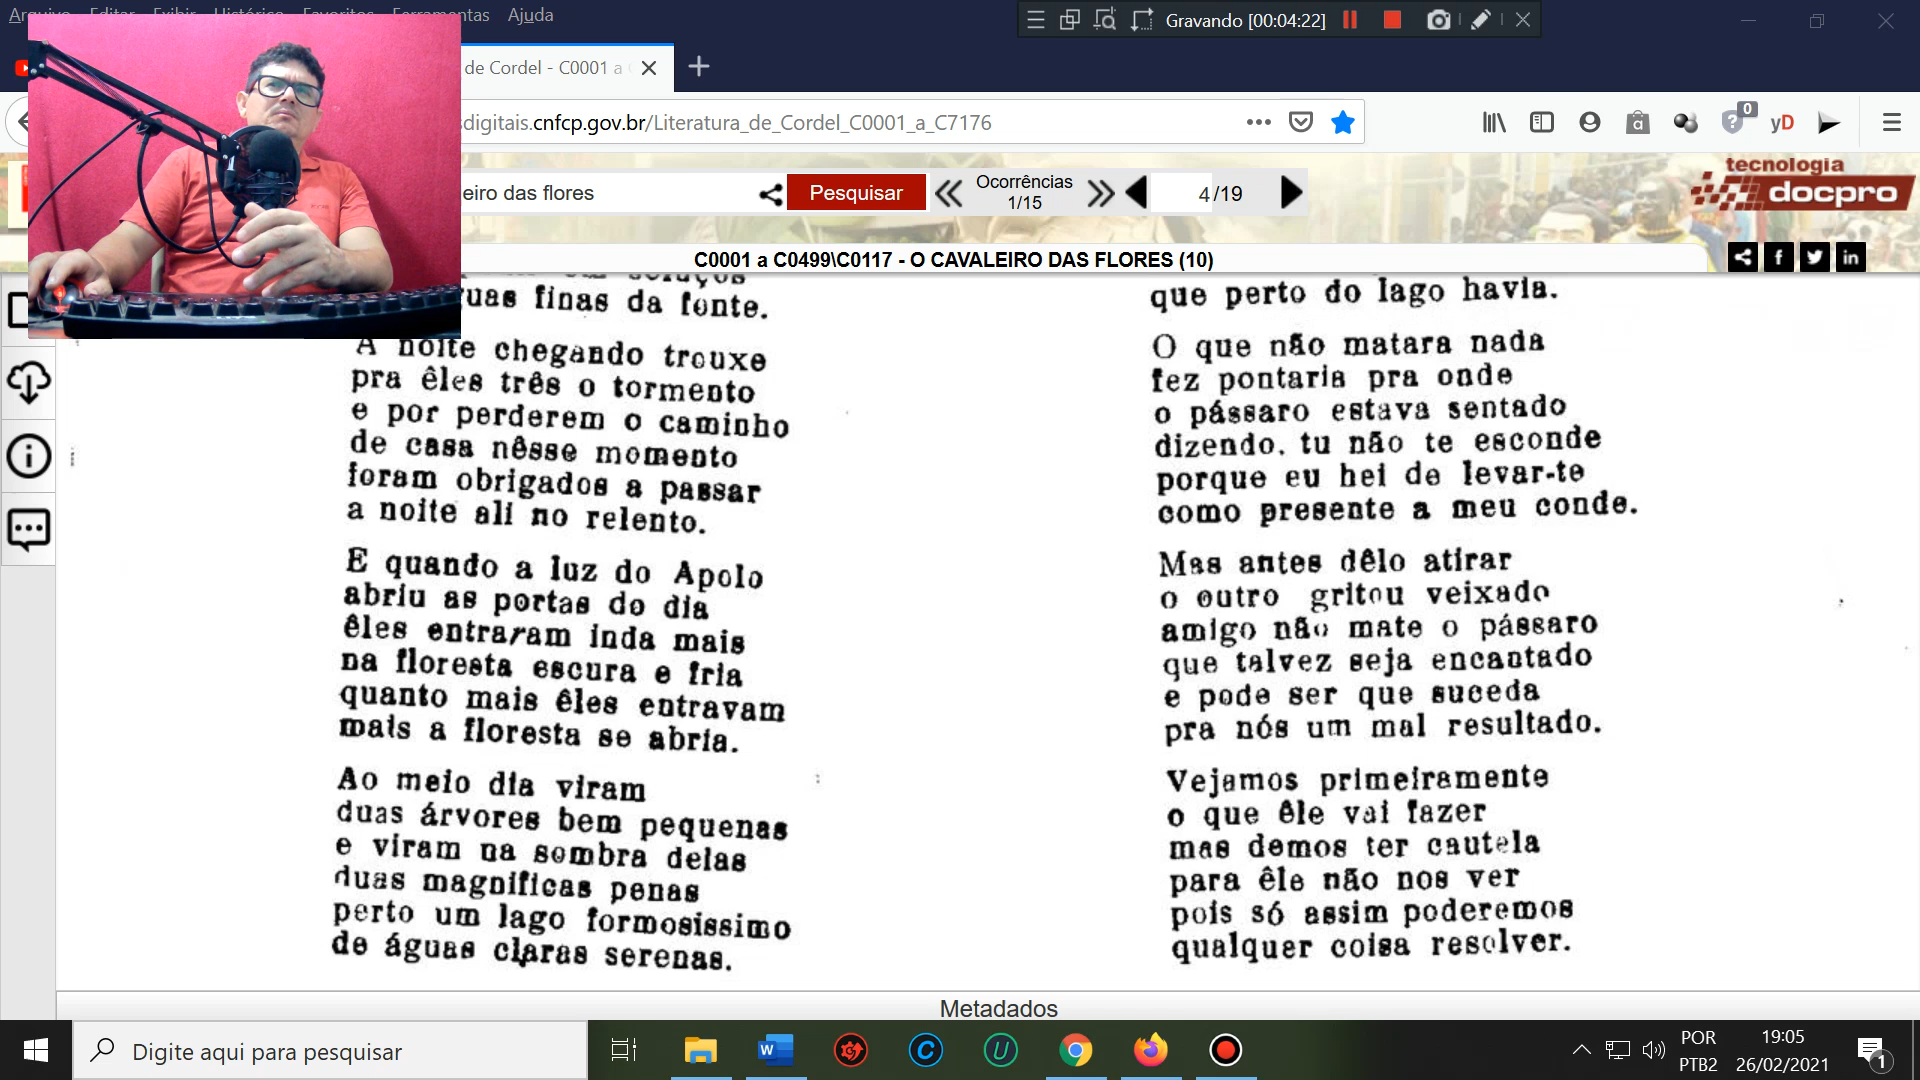 Arquivo Editar Exibir Histórico Favoritos Ferramentas Ajuda
Gravando [00:04:22]
de Cordel - C0001 a
digitais.cnfcp.gov.br/Literatura_de_Cordel_C0001_a_C7176
0
yD
eiro das flores
Pesquisar
Ocorrências
1/15
4 /19
tecnologia
docpro
C0001 a C0499\C0117 - O CAVALEIRO DAS FLORES (10)
soluços
finas da fonte.
A noite chegando trouxe
pra êles três o tormento
e por perderem o caminho
de casa nêsse momento
foram obrigados a passar
a noite ali no relento.
E quando a luz do Apolo
abriu as portas do dia
êles entraram inda mais
na floresta escura e fria
quanto mais êles entravam
mais a floresta se abria.
Ao meio dia viram
duas árvores bem pequenas
e viram na sombra delas
duas magnificas penas
perto um lago formosissimo
de águas claras serenas.
que perto do lago havia.
O que não matara nada
fez pontaria pra onde
o pássaro estava sentado
dizendo. tu não te esconde
porque eu hei de levar-te
como presente a meu conde.
Mas antes dêlo atirar
o outro gritou veixado
amigo não mate o pássaro
que talvez seja encantado
e pode ser que suceda
pra nós um mal resultado.
Vejamos primeiramente
o que êle vai fazer
mas demos ter cautela
para êle não nos ver
pois só assim poderemos
qualquer coisa resolver.
Metadados
Digite aqui para pesquisar
POR
PTB2
19:05
26/02/2021
1